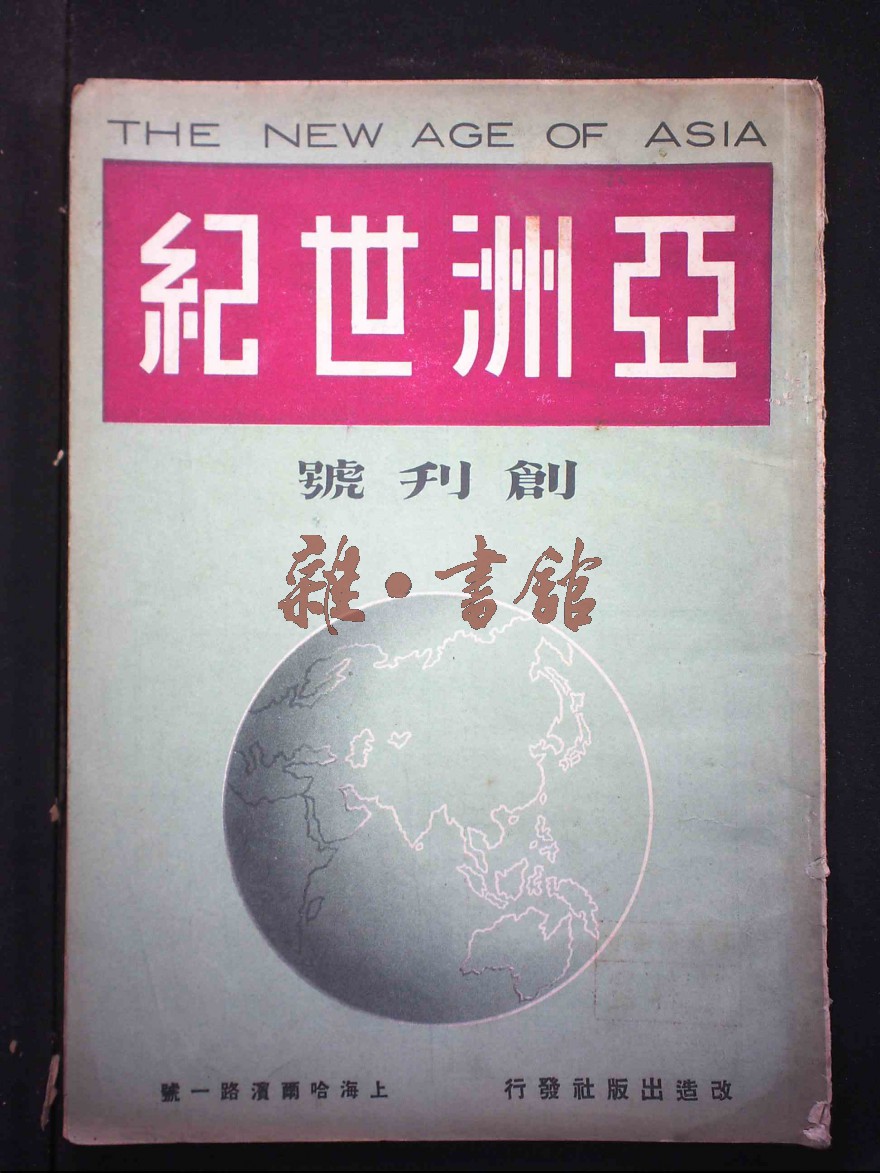 THE NEW AGE OF ASIA
亞洲世紀
創刊號
雜·書館
改造出版社發行 上海哈爾濱路一號